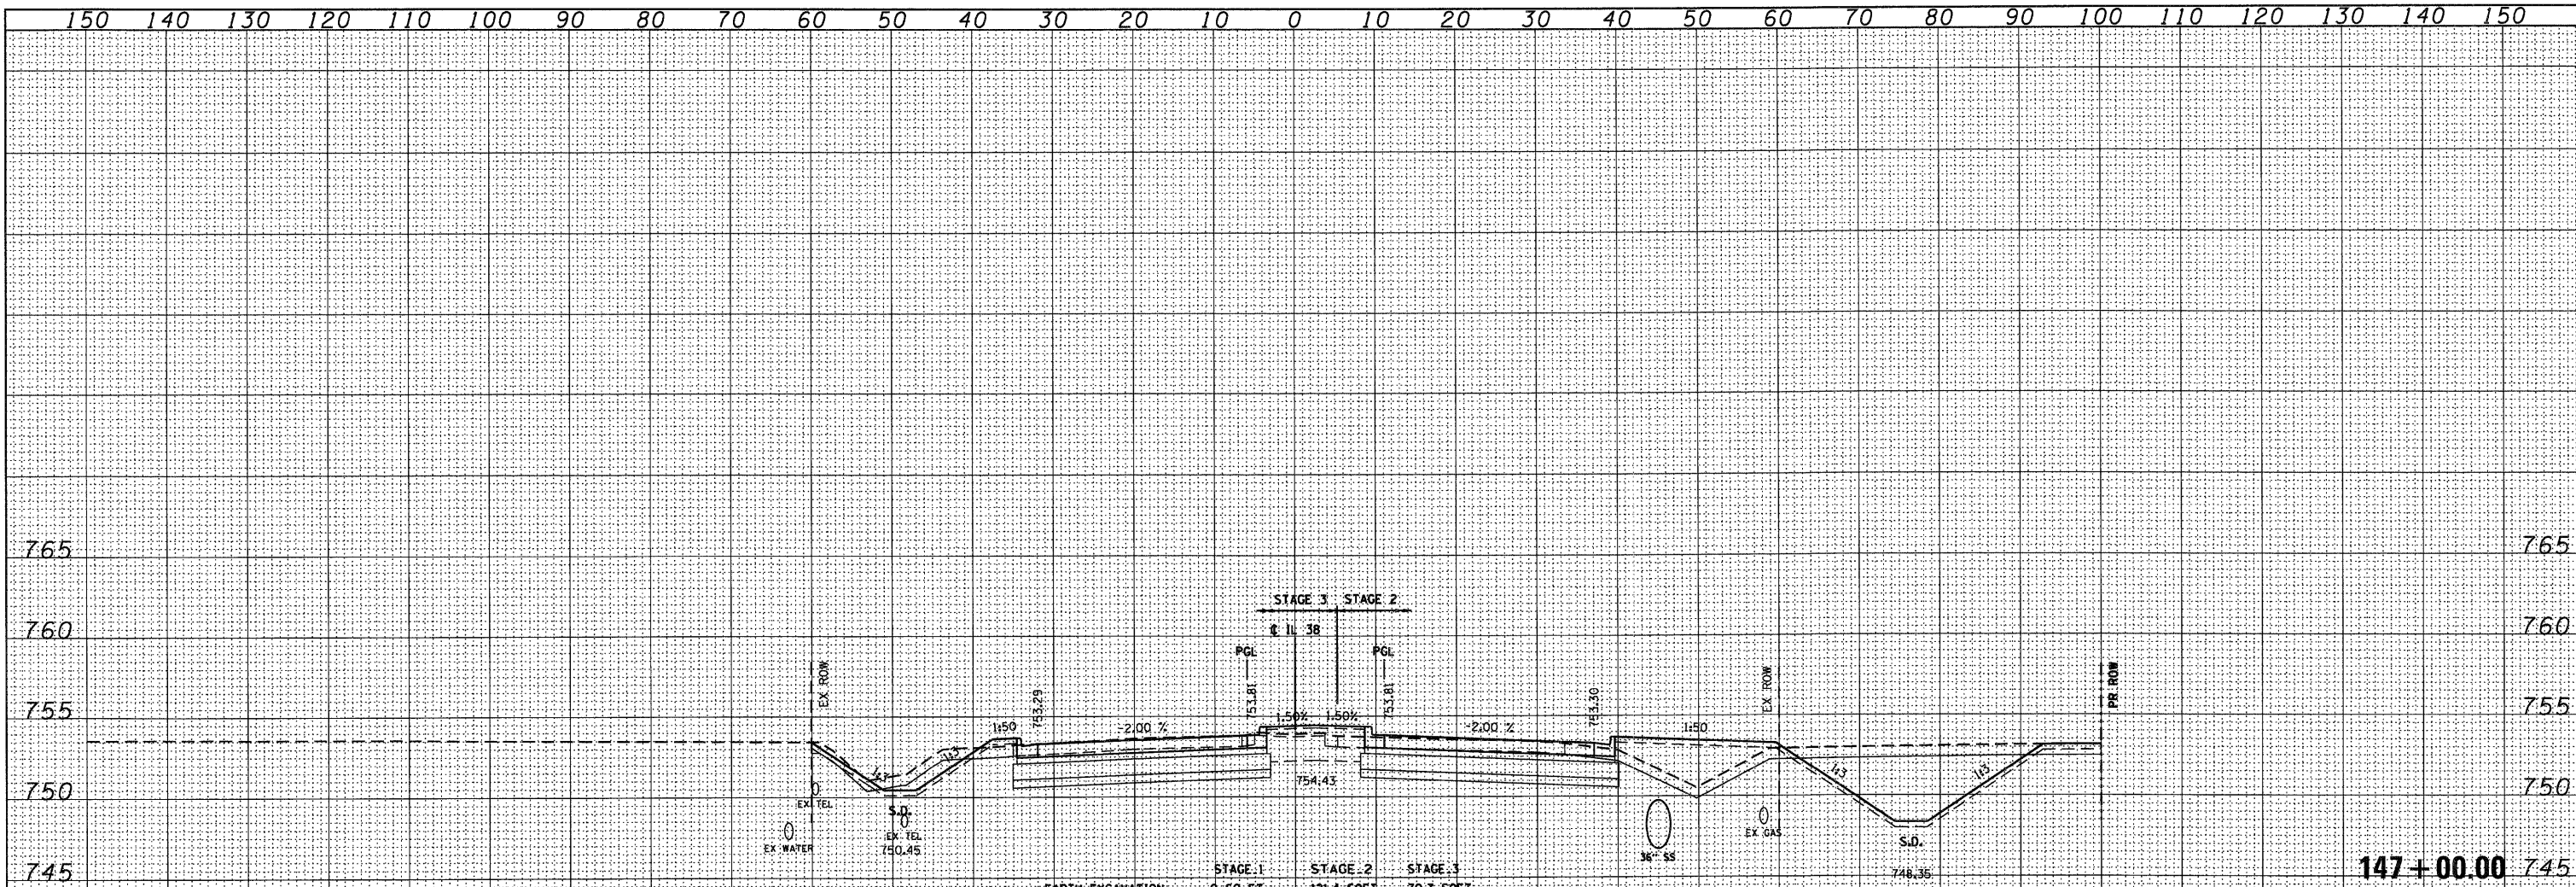 150 140 130 120 110 100 90 80 70 60 50 40 30 20 10 0 10 20 30 40 50 60 70 80 90 100 110 120 130 140 150
765 765
760 760
755 755
750 750
745 745
STAGE 3 STAGE 2
℄ IL 38
PGL PGL
EX ROW
753.29
753.81
753.81
753.30
EX ROW
PR ROW
1:50 -2.00 % 1.50% 1.50% -2.00 % 1:50
1:3 1:3 1:3 1:3
754.43
EX TEL
S.D.
EX TEL
EX WATER
750.45
36" SS
EX GAS
S.D.
748.35
STAGE 1 STAGE 2 STAGE 3
147 + 00.00